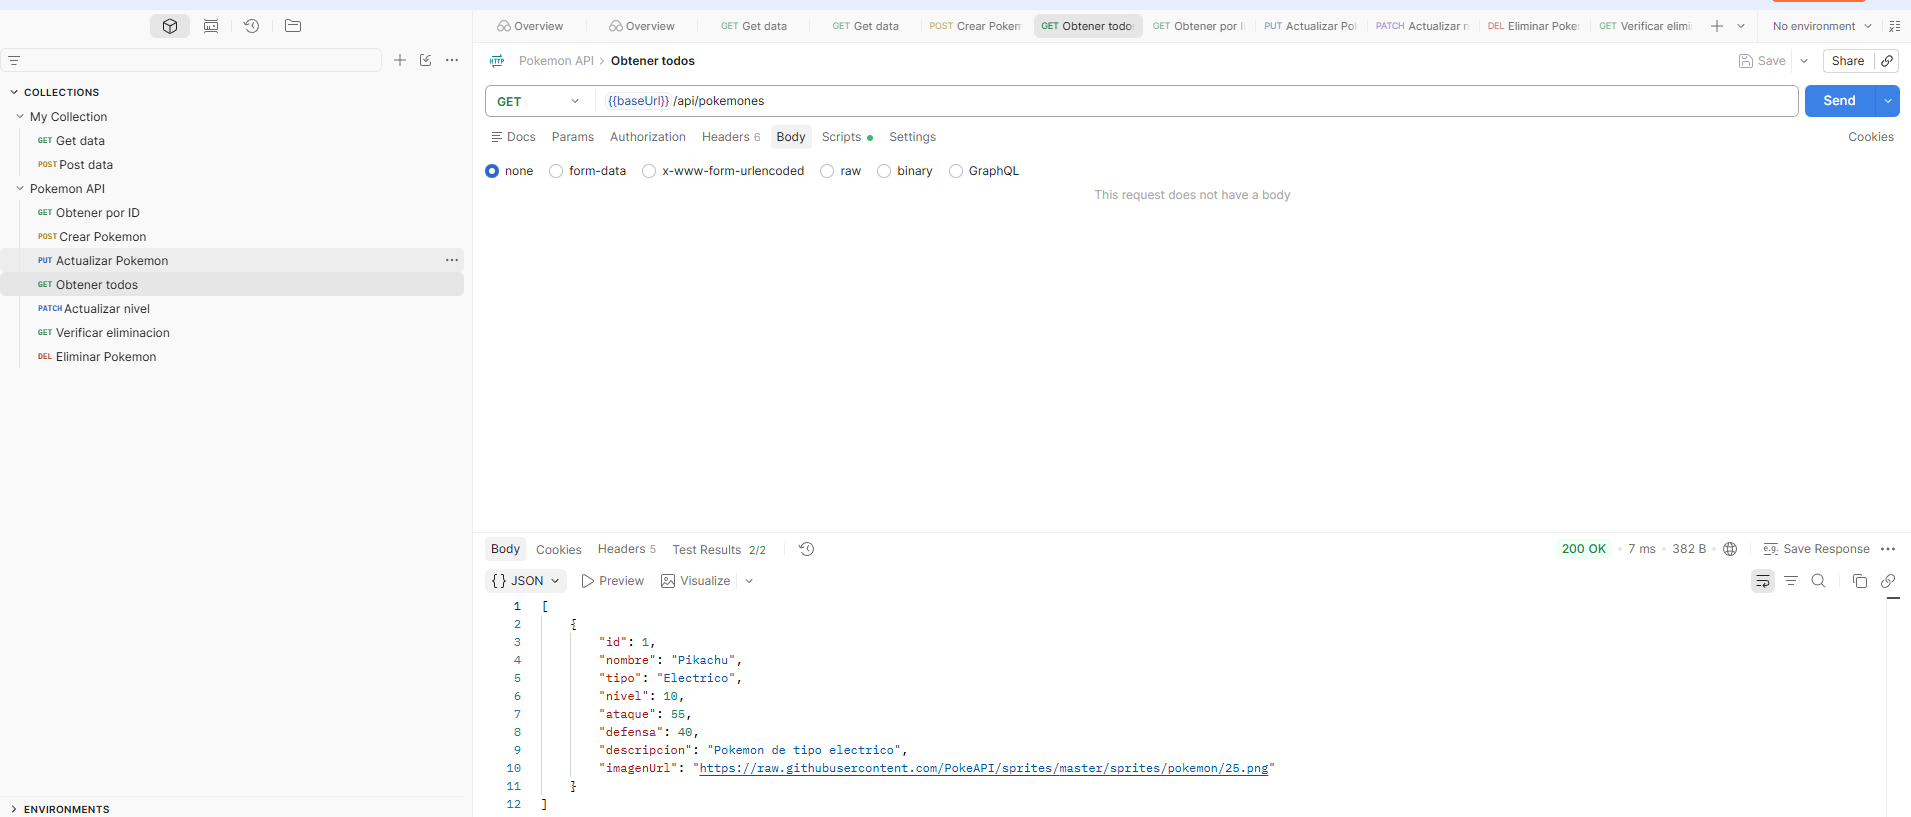 Overview
Overview
GET Get data
GET Get data
POST Crear Pokem
GET Obtener todo
GET Obtener por I
PUT Actualizar Po
PATCH Actualizar n
DEL Eliminar Poke
GET Verificar elimi
No environment
COLLECTIONS
My Collection
GET Get data
POST Post data
Pokemon API
GET Obtener por ID
POST Crear Pokemon
PUT Actualizar Pokemon
GET Obtener todos
PATCH Actualizar nivel
GET Verificar eliminacion
DEL Eliminar Pokemon
ENVIRONMENTS
HTTP Pokemon API > Obtener todos
Save
Share
GET {{baseUrl}} /api/pokemones
Send
Docs Params Authorization Headers 6 Body Scripts Settings
Cookies
none form-data x-www-form-urlencoded raw binary GraphQL
This request does not have a body
Body Cookies Headers 5 Test Results 2/2
200 OK • 7 ms • 382 B • e.g. Save Response
{} JSON Preview Visualize
1 [
2 {
3 "id": 1,
4 "nombre": "Pikachu",
5 "tipo": "Electrico",
6 "nivel": 10,
7 "ataque": 55,
8 "defensa": 40,
9 "descripcion": "Pokemon de tipo electrico",
10 "imagenUrl": "https://raw.githubusercontent.com/PokeAPI/sprites/master/sprites/pokemon/25.png"
11 }
12 ]